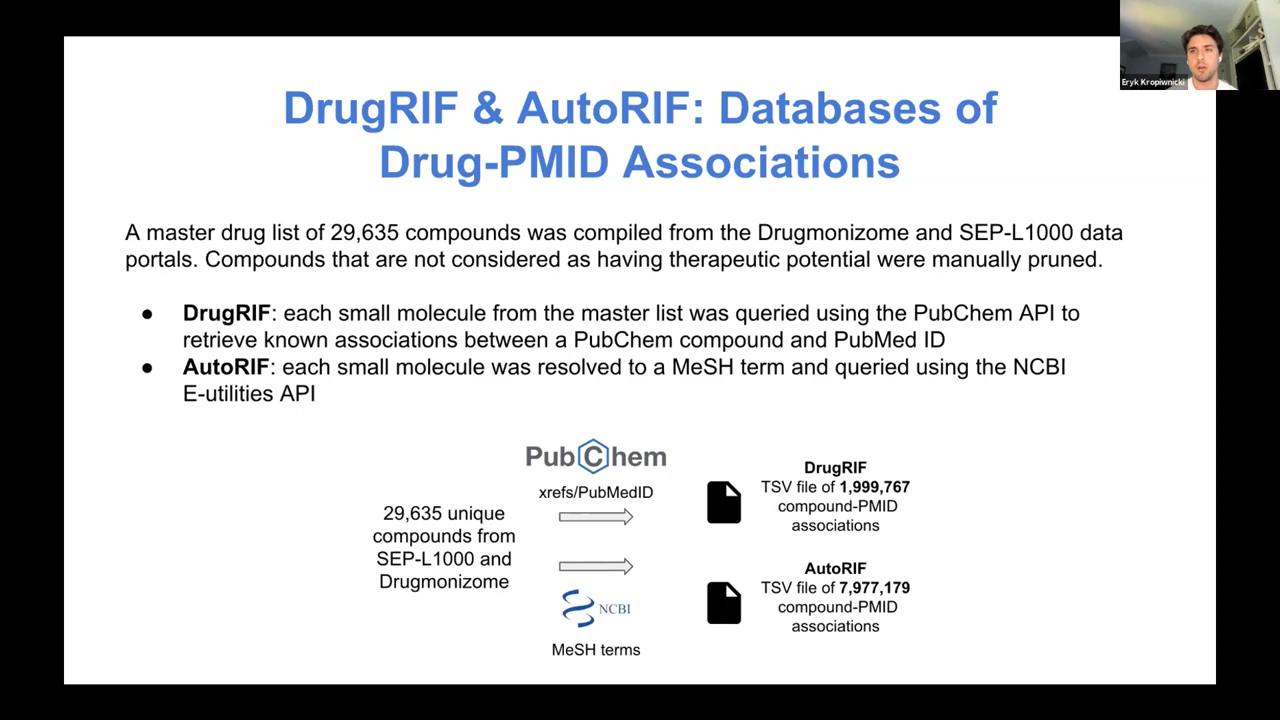 Eryk Kropiwnicki
DrugRIF & AutoRIF: Databases of
Drug-PMID Associations
A master drug list of 29,635 compounds was compiled from the Drugmonizome and SEP-L1000 data
portals. Compounds that are not considered as having therapeutic potential were manually pruned.
● DrugRIF: each small molecule from the master list was queried using the PubChem API to
retrieve known associations between a PubChem compound and PubMed ID
● AutoRIF: each small molecule was resolved to a MeSH term and queried using the NCBI
E-utilities API
29,635 unique
compounds from
SEP-L1000 and
Drugmonizome
PubChem
xrefs/PubMedID
NCBI
MeSH terms
DrugRIF
TSV file of 1,999,767
compound-PMID
associations
AutoRIF
TSV file of 7,977,179
compound-PMID
associations